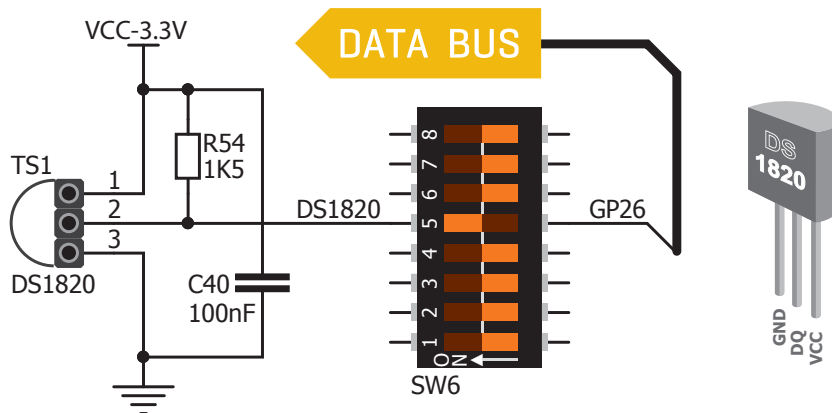 VCC-3.3V
DATA BUS
R54
1K5
TS1
1
2
3
DS1820
DS1820
GP26
C40
100nF
8
7
6
5
4
3
2
1
ON
SW6
DS
1820
GND
DQ
VCC